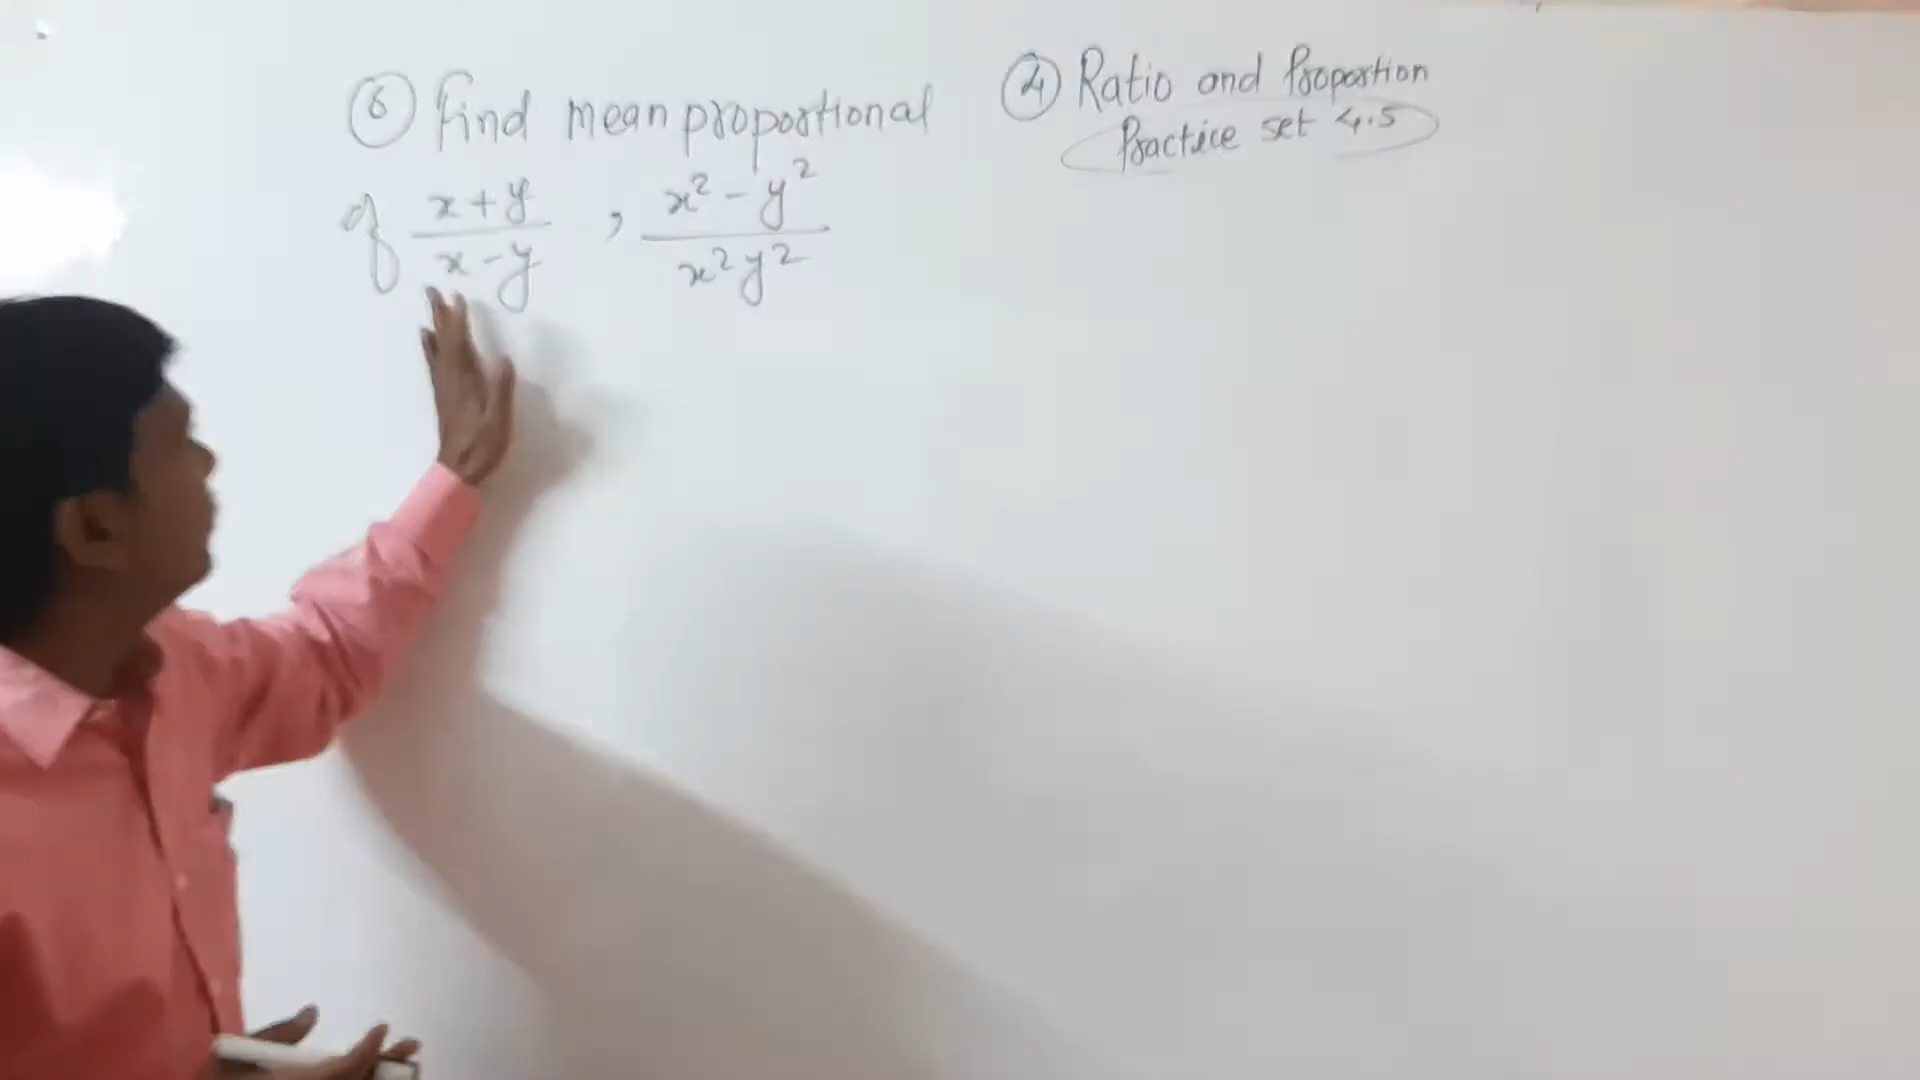 ⑥ Find mean proportional
of x+y/x-y , x²-y²/x²y²
④ Ratio and Proportion
Practice set 4.5